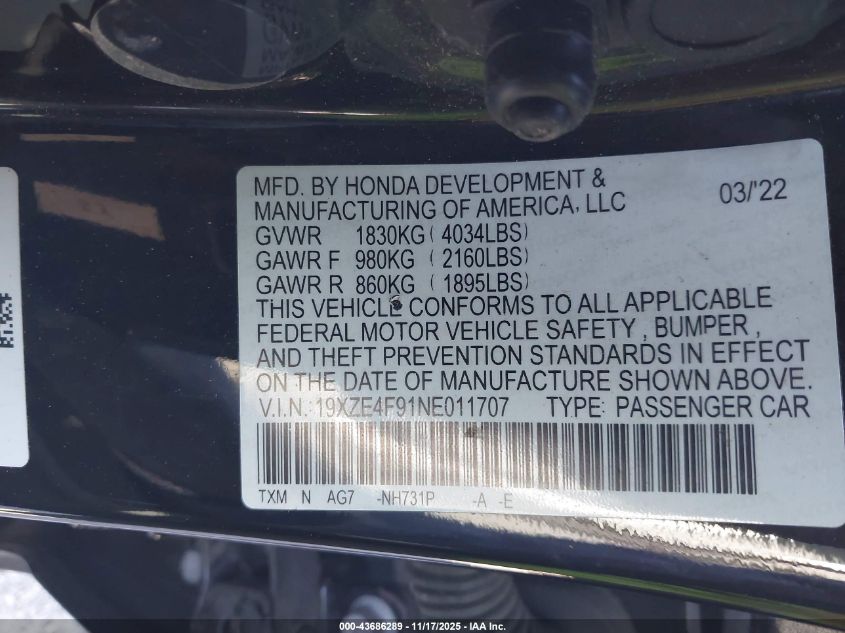 MFD. BY HONDA DEVELOPMENT &
MANUFACTURING OF AMERICA, LLC 03/'22
GVWR 1830KG ( 4034LBS)
GAWR F 980KG ( 2160LBS)
GAWR R 860KG ( 1895LBS)
THIS VEHICLE CONFORMS TO ALL APPLICABLE
FEDERAL MOTOR VEHICLE SAFETY , BUMPER ,
AND THEFT PREVENTION STANDARDS IN EFFECT
ON THE DATE OF MANUFACTURE SHOWN ABOVE.
V.I.N: 19XZE4F91NE011707 TYPE: PASSENGER CAR
TXM N AG7 -NH731P -A -E
000-43686289 - 11/17/2025 - IAA Inc.